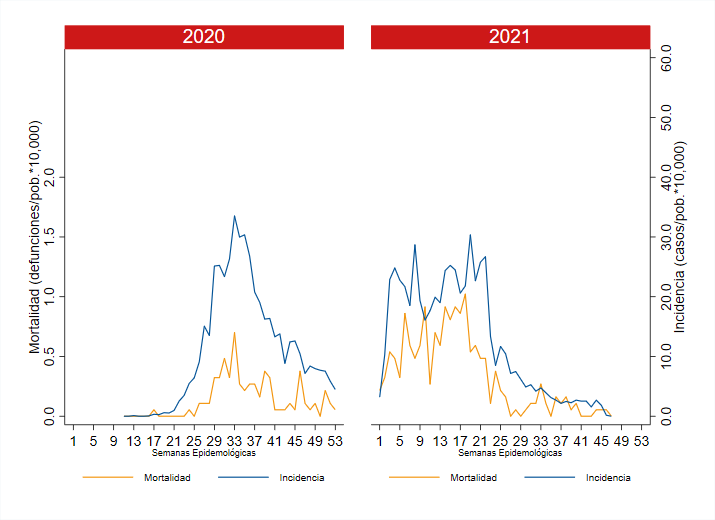 2020 2021
Mortalidad (defunciones/pob.*10,000)
0.0 0.5 1.0 1.5 2.0
Incidencia (casos/pob.*10,000)
0.0 10.0 20.0 30.0 40.0 50.0 60.0
1 5 9 13 17 21 25 29 33 37 41 45 49 53 1 5 9 13 17 21 25 29 33 37 41 45 49 53
Semanas Epidemológicas Semanas Epidemológicas
Mortalidad Incidencia Mortalidad Incidencia